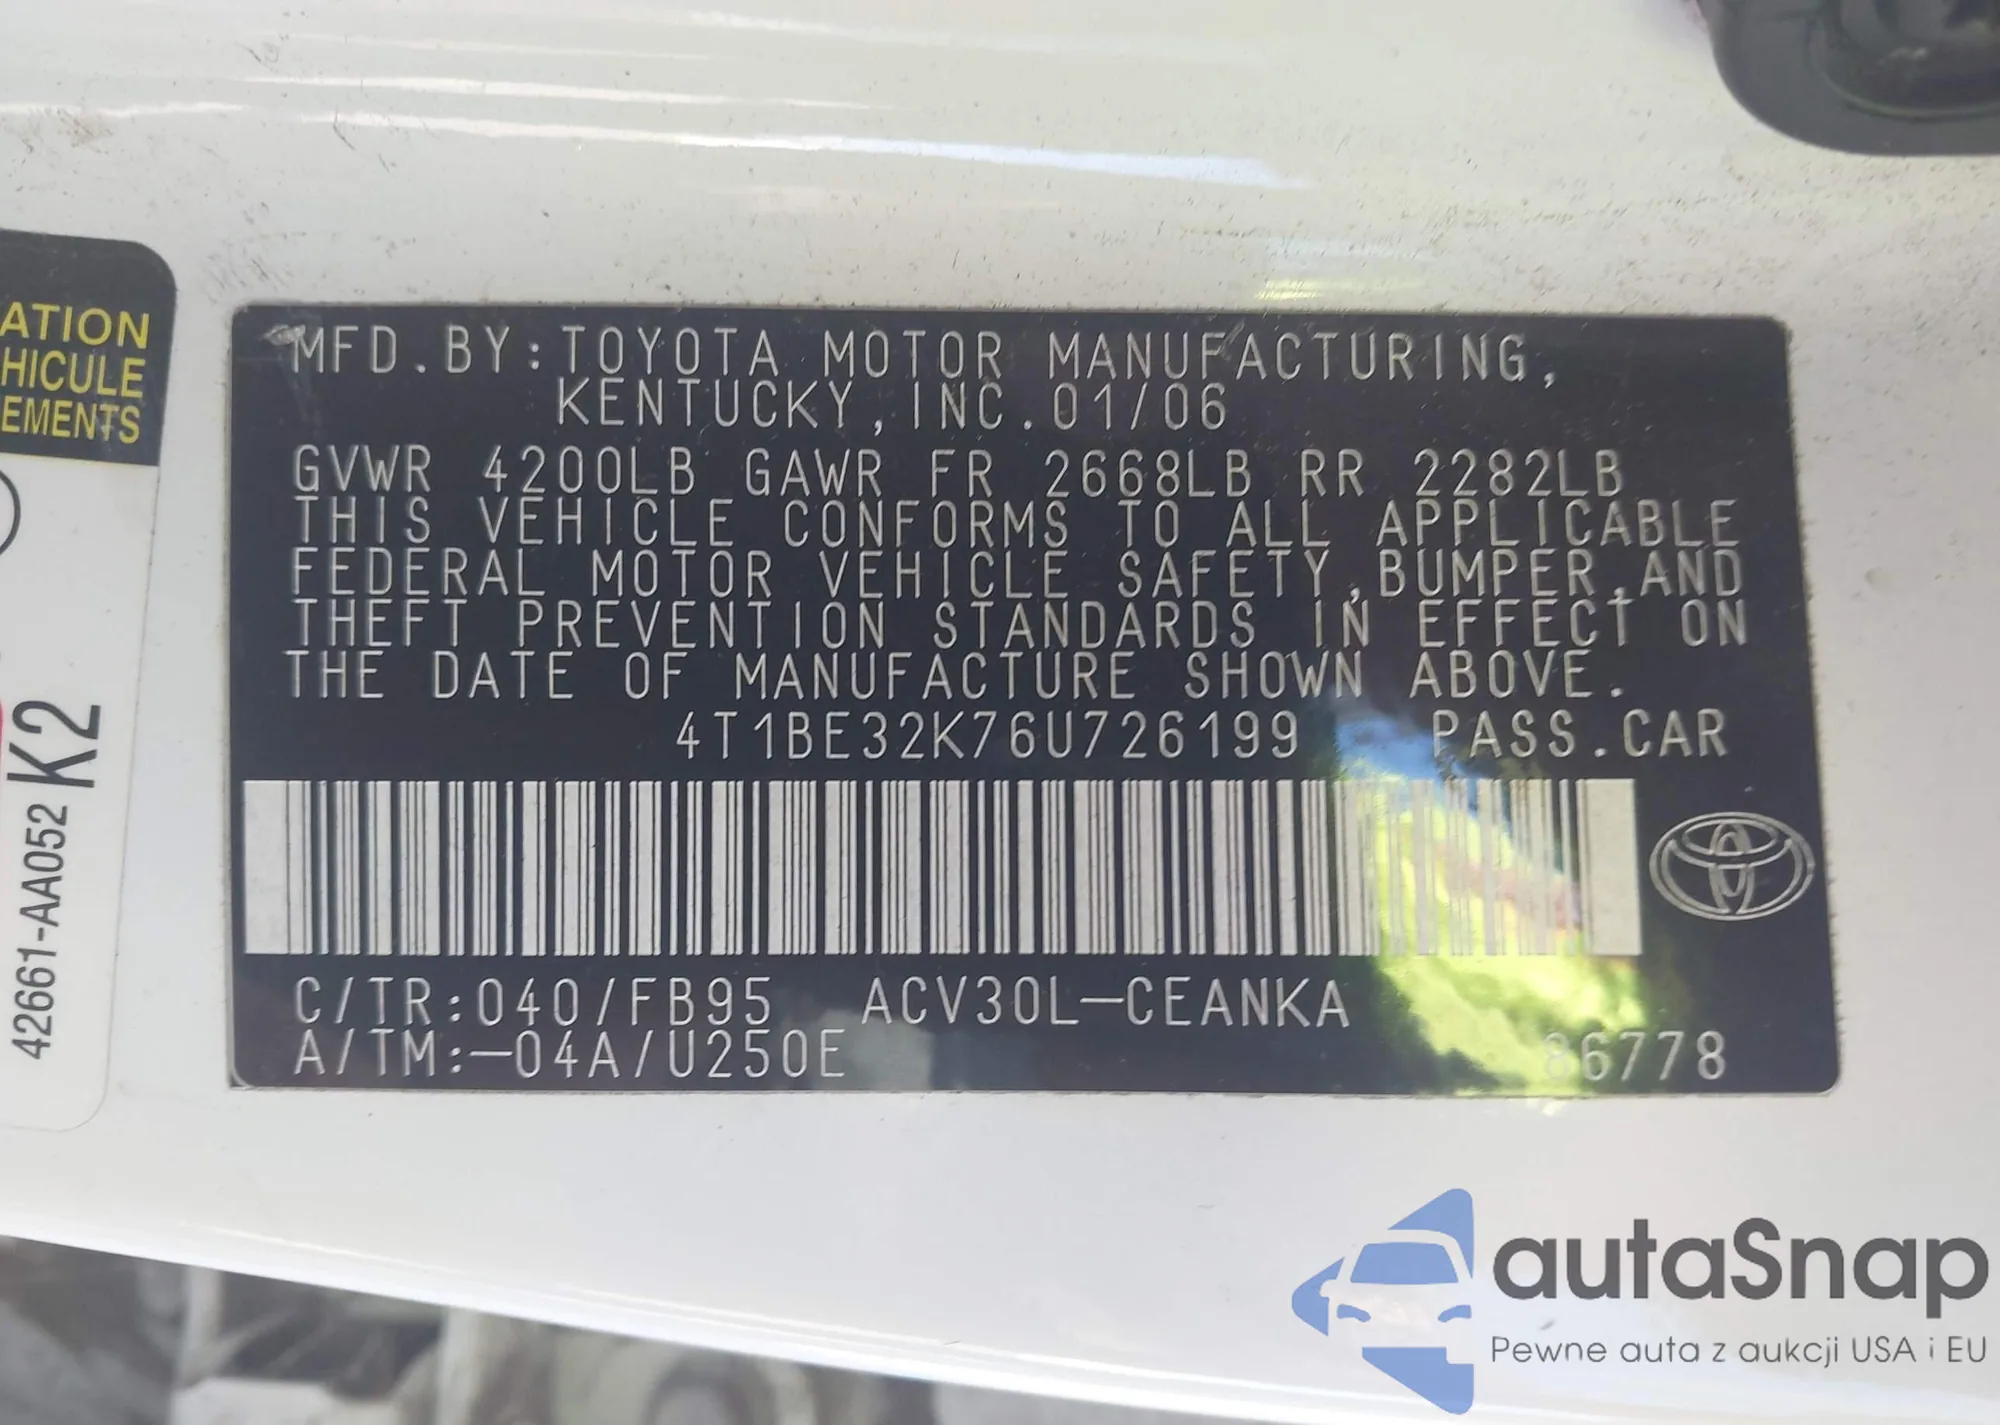 ATION
HICULE
EMENTS
K2
42661-AA052
MFD.BY:TOYOTA MOTOR MANUFACTURING,
KENTUCKY,INC.01/06
GVWR 4200LB GAWR FR 2668LB RR 2282LB
THIS VEHICLE CONFORMS TO ALL APPLICABLE
FEDERAL MOTOR VEHICLE SAFETY,BUMPER,AND
THEFT PREVENTION STANDARDS IN EFFECT ON
THE DATE OF MANUFACTURE SHOWN ABOVE.
4T1BE32K76U726199 PASS.CAR
C/TR:040/FB95 ACV30L-CEANKA
A/TM:-04A/U250E 86778
autaSnap
Pewne auta z aukcji USA i EU